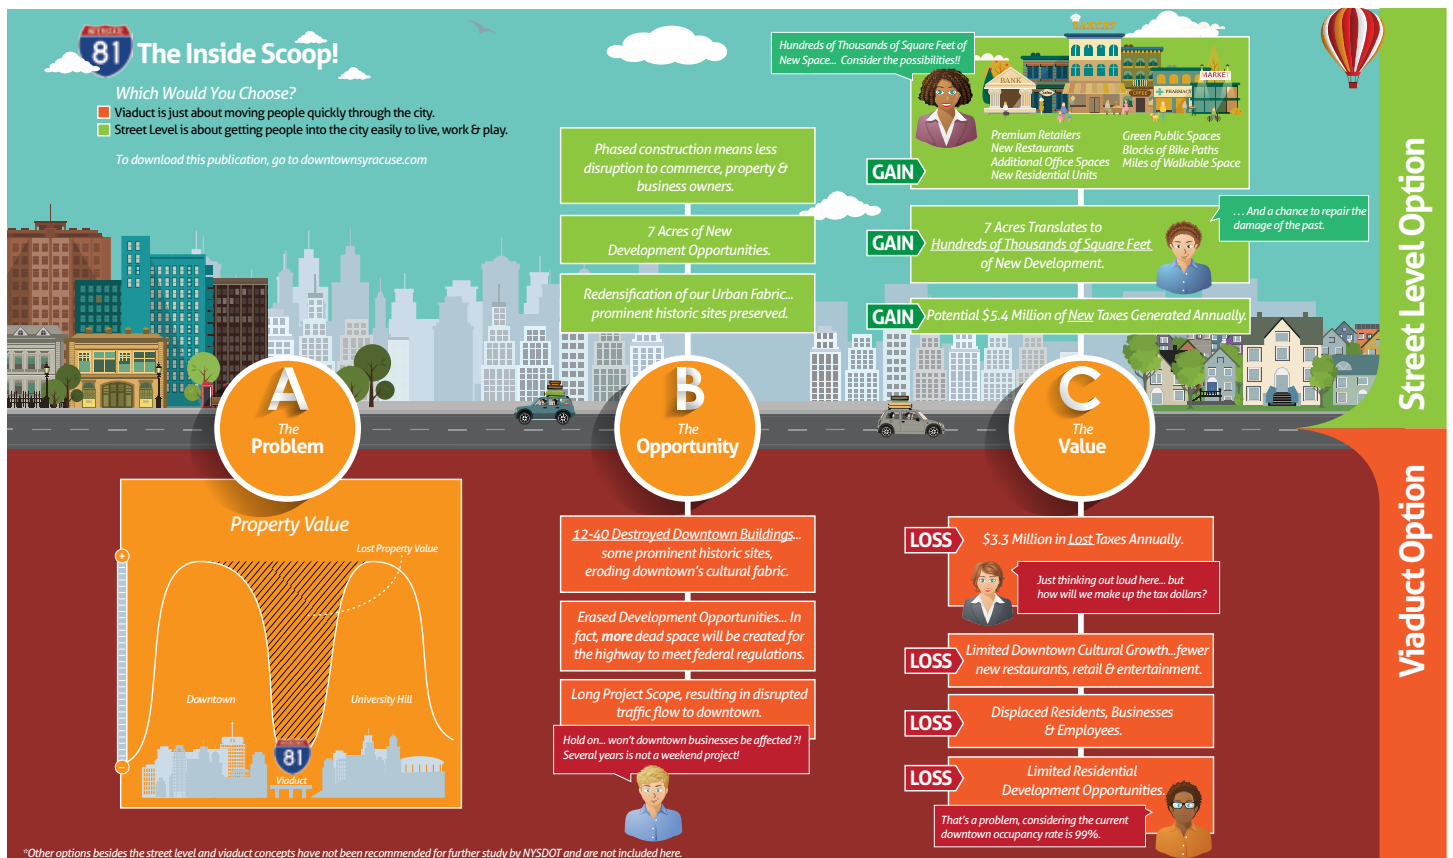 INTERSTATE
81
The Inside Scoop!
Which Would You Choose?
Viaduct is just about moving people quickly through the city.
Street Level is about getting people into the city easily to live, work & play.
To download this publication, go to downtownsyracuse.com
Phased construction means less
disruption to commerce, property &
business owners.
7 Acres of New
Development Opportunities.
Redensification of our Urban Fabric...
prominent historic sites preserved.
Hundreds of Thousands of Square Feet of
New Space... Consider the possibilities!!
BAKERY
BANK
COFFEE
PHARMACY
MARKET
Premium Retailers
New Restaurants
Additional Office Spaces
New Residential Units
Green Public Spaces
Blocks of Bike Paths
Miles of Walkable Space
GAIN
GAIN
7 Acres Translates to
Hundreds of Thousands of Square Feet
of New Development.
... And a chance to repair the
damage of the past.
GAIN
Potential $5.4 Million of New Taxes Generated Annually.
Street Level Option
A
The
Problem
B
The
Opportunity
C
The
Value
Property Value
Lost Property Value
+
Downtown
University Hill
81
Viaduct
–
12-40 Destroyed Downtown Buildings...
some prominent historic sites,
eroding downtown's cultural fabric.
Erased Development Opportunities... In
fact, more dead space will be created for
the highway to meet federal regulations.
Long Project Scope, resulting in disrupted
traffic flow to downtown.
Hold on... won't downtown businesses be affected ?!
Several years is not a weekend project!
LOSS
$3.3 Million in Lost Taxes Annually.
Just thinking out loud here... but
how will we make up the tax dollars?
LOSS
Limited Downtown Cultural Growth...fewer
new restaurants, retail & entertainment.
LOSS
Displaced Residents, Businesses
& Employees.
LOSS
Limited Residential
Development Opportunities.
That's a problem, considering the current
downtown occupancy rate is 99%.
Viaduct Option
*Other options besides the street level and viaduct concepts have not been recommended for further study by NYSDOT and are not included here.